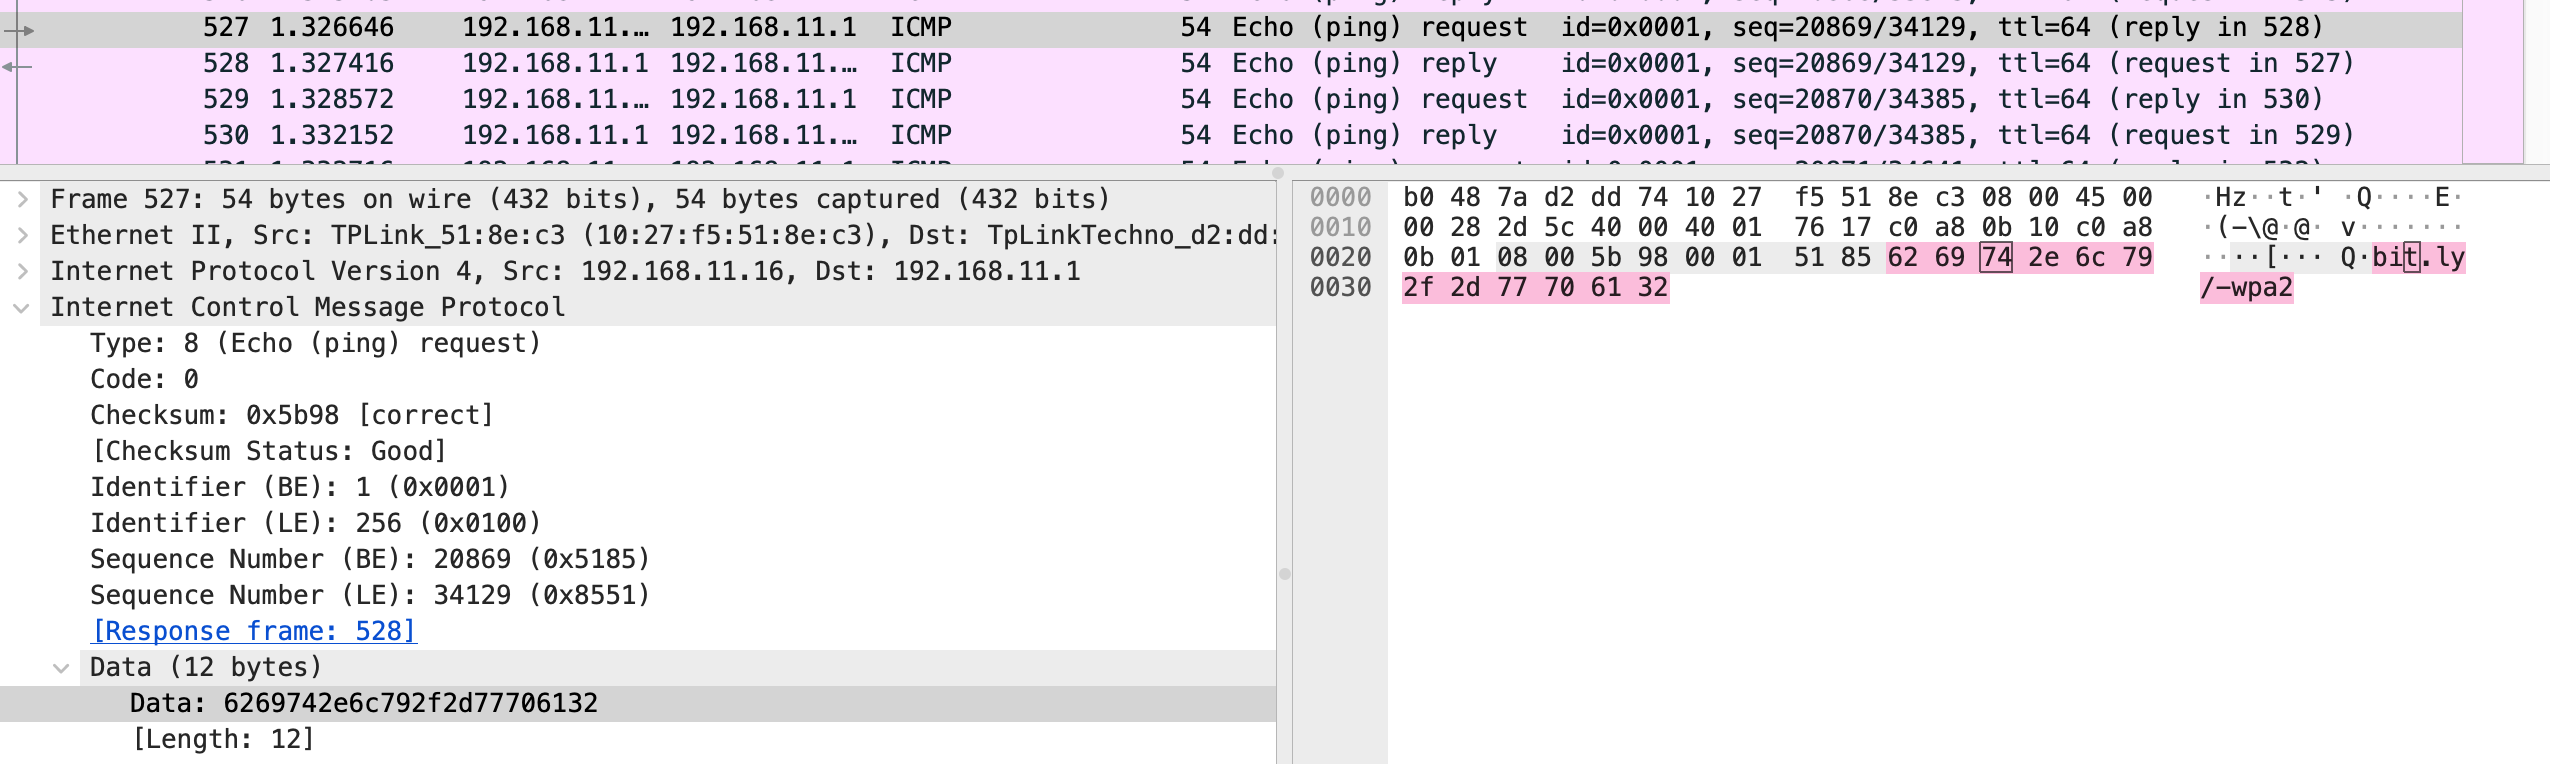 527 1.326646 192.168.11.… 192.168.11.1 ICMP 54 Echo (ping) request id=0x0001, seq=20869/34129, ttl=64 (reply in 528)
528 1.327416 192.168.11.1 192.168.11.… ICMP 54 Echo (ping) reply id=0x0001, seq=20869/34129, ttl=64 (request in 527)
529 1.328572 192.168.11.… 192.168.11.1 ICMP 54 Echo (ping) request id=0x0001, seq=20870/34385, ttl=64 (reply in 530)
530 1.332152 192.168.11.1 192.168.11.… ICMP 54 Echo (ping) reply id=0x0001, seq=20870/34385, ttl=64 (request in 529)
Frame 527: 54 bytes on wire (432 bits), 54 bytes captured (432 bits)
Ethernet II, Src: TPLink_51:8e:c3 (10:27:f5:51:8e:c3), Dst: TpLinkTechno_d2:dd:
Internet Protocol Version 4, Src: 192.168.11.16, Dst: 192.168.11.1
Internet Control Message Protocol
Type: 8 (Echo (ping) request)
Code: 0
Checksum: 0x5b98 [correct]
[Checksum Status: Good]
Identifier (BE): 1 (0x0001)
Identifier (LE): 256 (0x0100)
Sequence Number (BE): 20869 (0x5185)
Sequence Number (LE): 34129 (0x8551)
[Response frame: 528]
Data (12 bytes)
Data: 6269742e6c792f2d77706132
[Length: 12]
0000 b0 48 7a d2 dd 74 10 27 f5 51 8e c3 08 00 45 00 ·Hz··t·' ·Q····E·
0010 00 28 2d 5c 40 00 40 01 76 17 c0 a8 0b 10 c0 a8 ·(-\@·@· v·······
0020 0b 01 08 00 5b 98 00 01 51 85 62 69 74 2e 6c 79 ····[··· Q·bit.ly
0030 2f 2d 77 70 61 32 /-wpa2